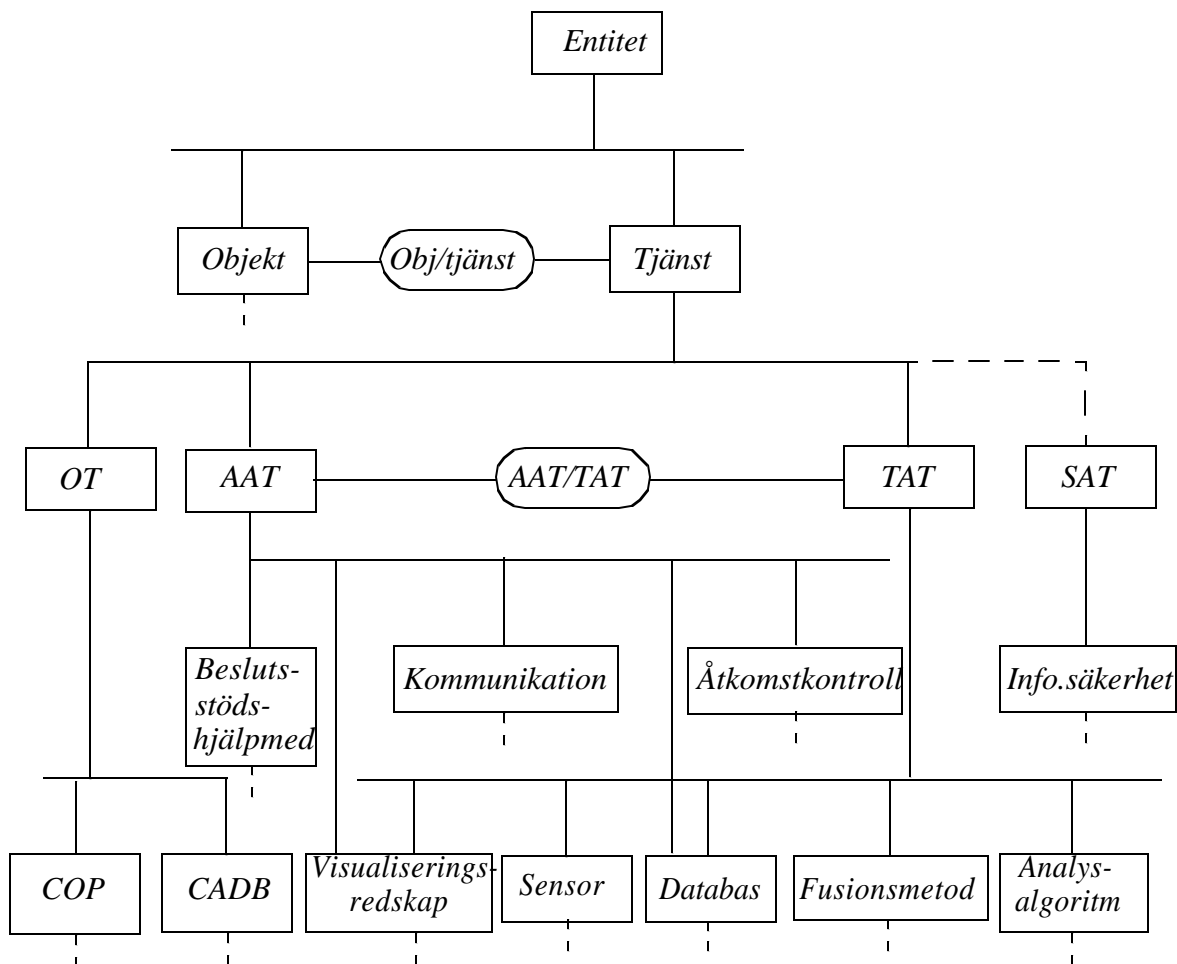 Entitet
Objekt
Obj/tjänst
Tjänst
OT
AAT
AAT/TAT
TAT
SAT
Besluts-
stöds-
hjälpmed
Kommunikation
Åtkomstkontroll
Info.säkerhet
COP
CADB
Visualiserings-
redskap
Sensor
Databas
Fusionsmetod
Analys-
algoritm